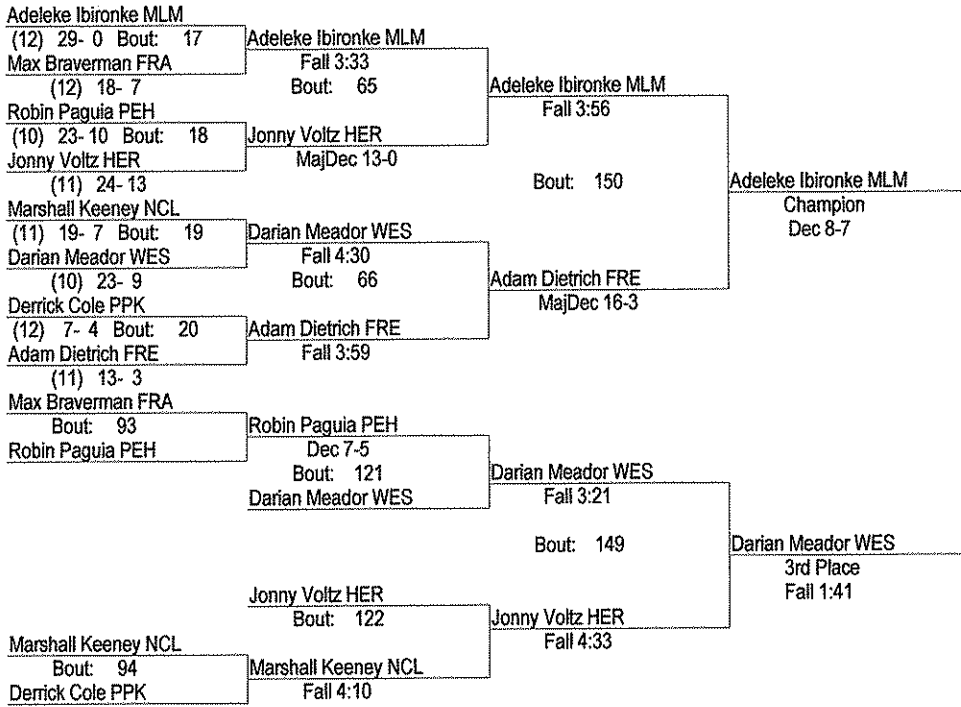 Adeleke Ibironke MLM
(12) 29- 0 Bout: 17
Max Braverman FRA
(12) 18- 7
Robin Paguia PEH
(10) 23- 10 Bout: 18
Jonny Voltz HER
(11) 24- 13
Marshall Keeney NCL
(11) 19- 7 Bout: 19
Darian Meador WES
(10) 23- 9
Derrick Cole PPK
(12) 7- 4 Bout: 20
Adam Dietrich FRE
(11) 13- 3
Max Braverman FRA
Bout: 93
Robin Paguia PEH
Marshall Keeney NCL
Bout: 94
Derrick Cole PPK
Adeleke Ibironke MLM
Fall 3:33
Bout: 65
Jonny Voltz HER
MajDec 13-0
Darian Meador WES
Fall 4:30
Bout: 66
Adam Dietrich FRE
Fall 3:59
Robin Paguia PEH
Dec 7-5
Bout: 121
Darian Meador WES
Jonny Voltz HER
Bout: 122
Marshall Keeney NCL
Fall 4:10
Adeleke Ibironke MLM
Fall 3:56
Bout: 150
Adam Dietrich FRE
MajDec 16-3
Darian Meador WES
Fall 3:21
Bout: 149
Jonny Voltz HER
Fall 4:33
Adeleke Ibironke MLM
Champion
Dec 8-7
Darian Meador WES
3rd Place
Fall 1:41